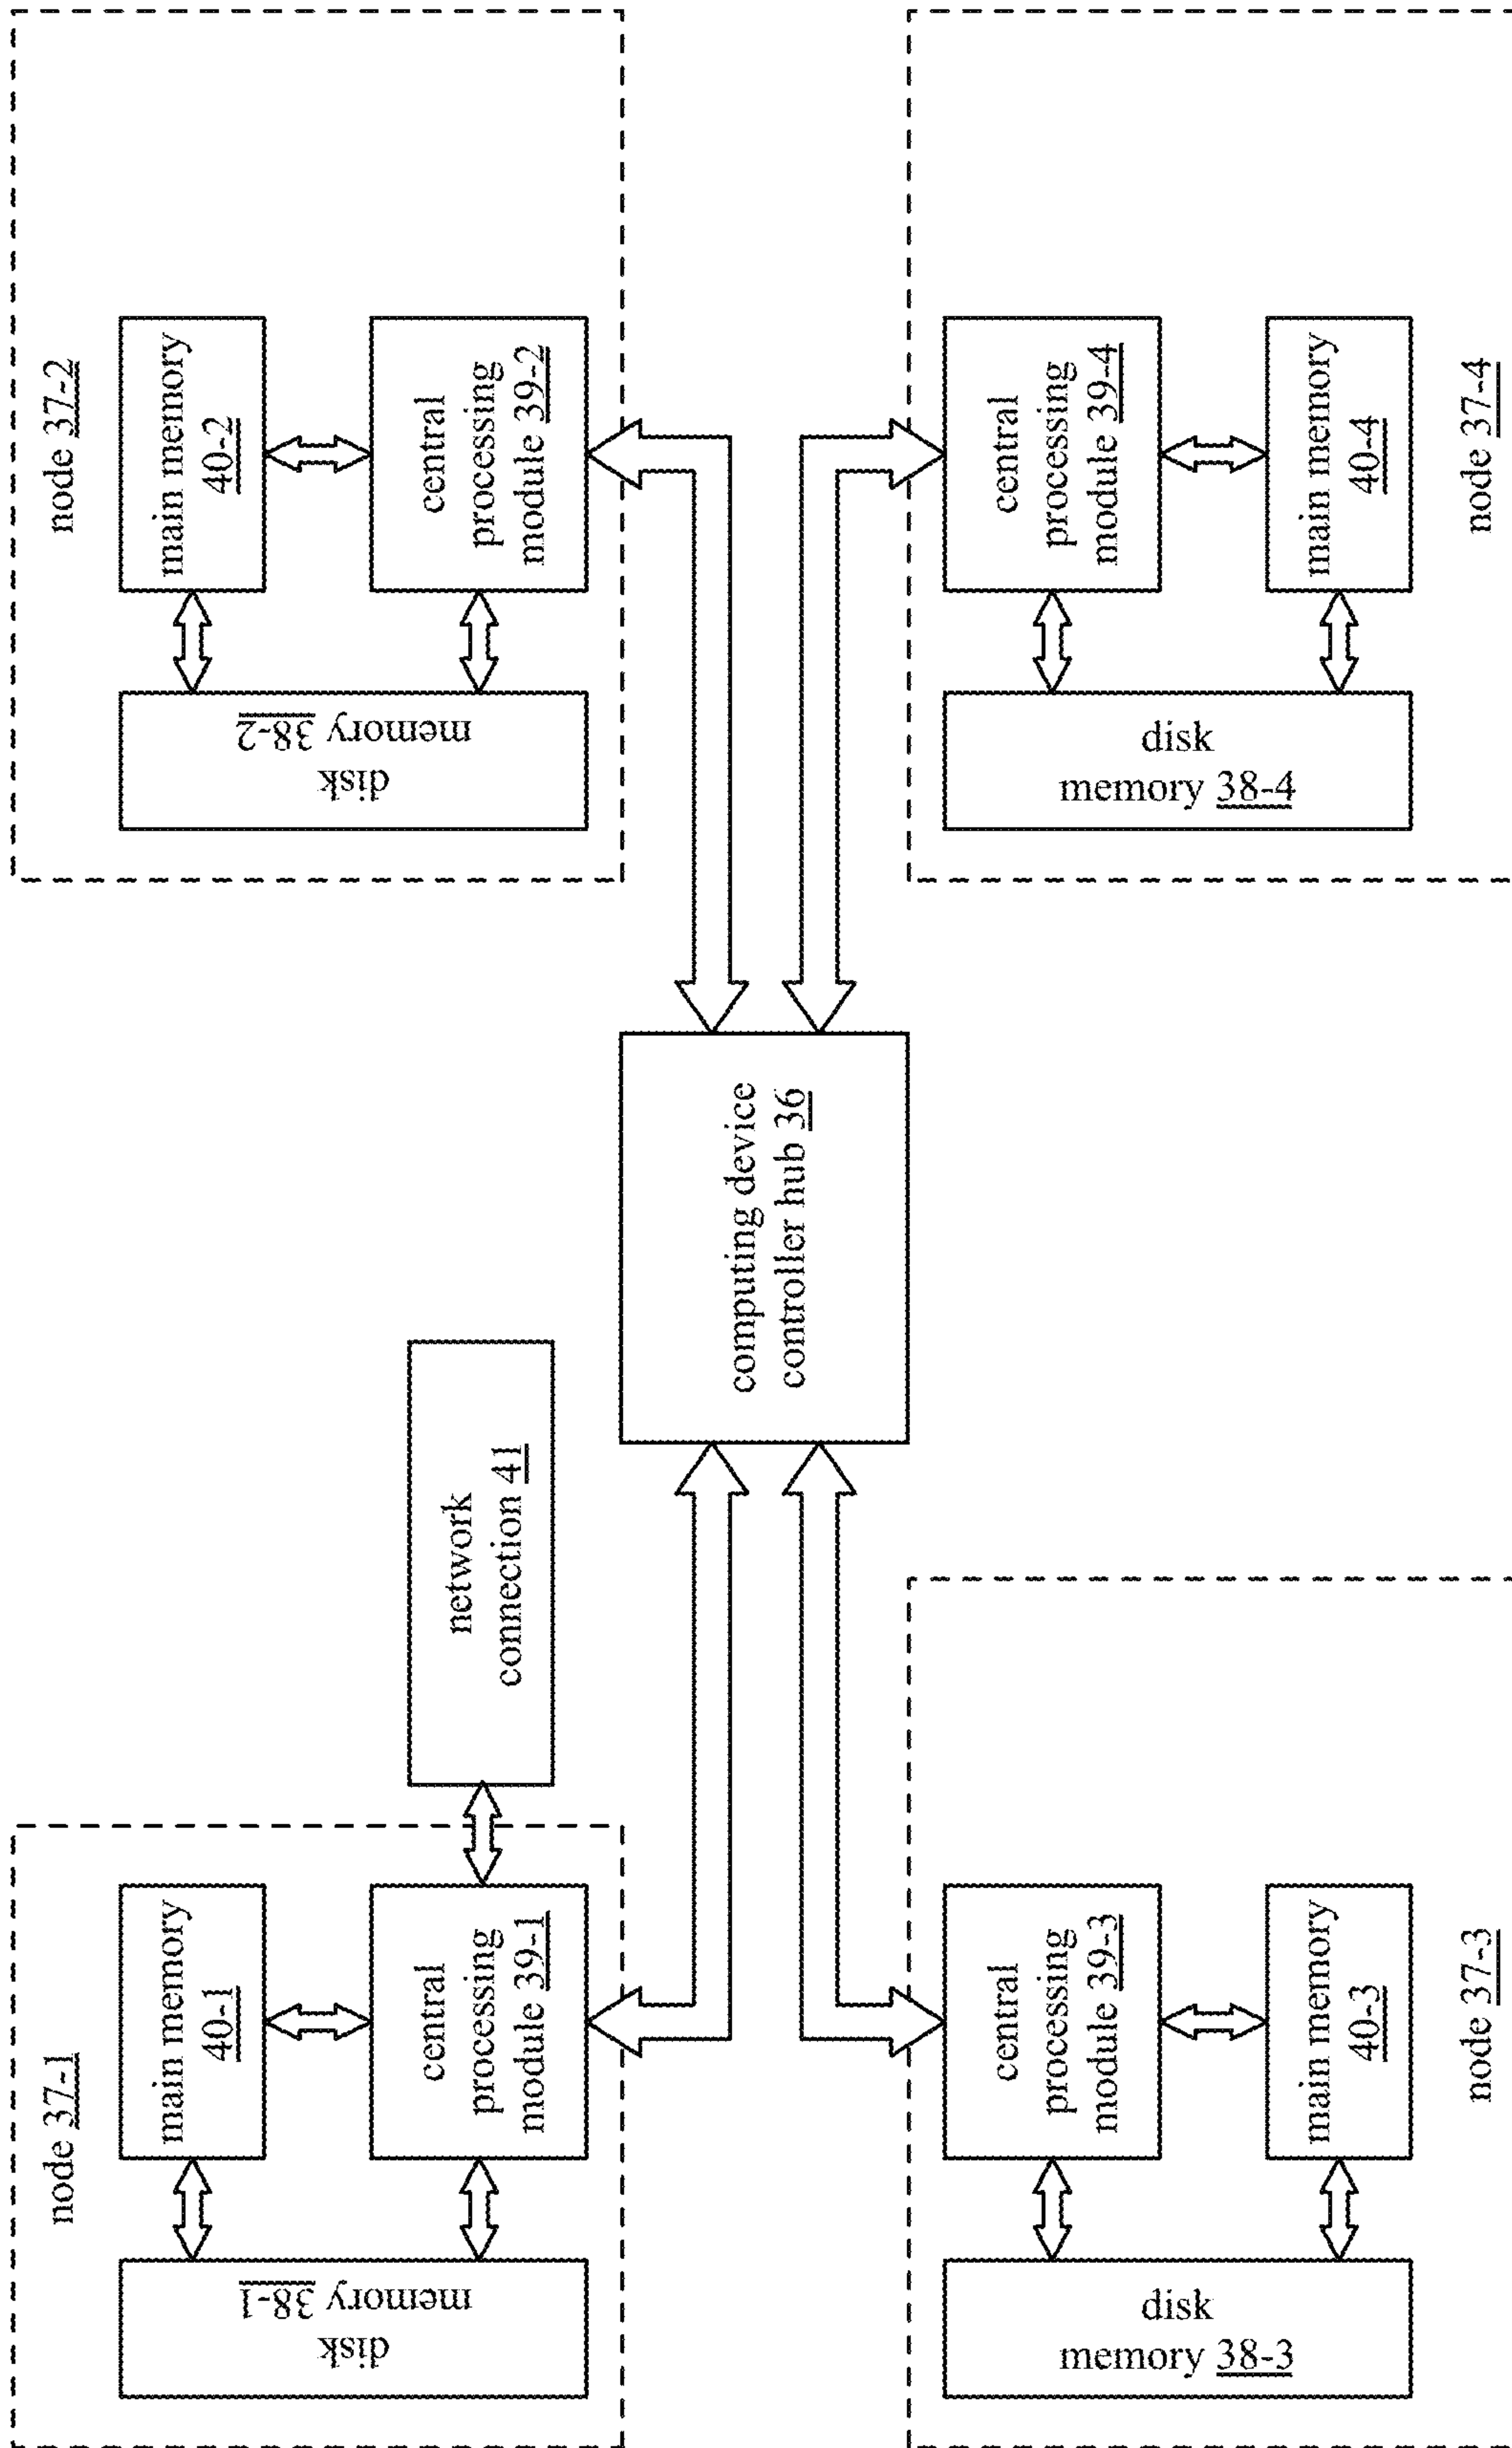 node 37-1
main memory
40-1
central
processing
module 39-1
disk
memory 38-1
network
connection 41
node 37-2
main memory
40-2
central
processing
module 39-2
disk
memory 38-2
computing device
controller hub 36
disk
memory 38-3
central
processing
module 39-3
main memory
40-3
node 37-3
disk
memory 38-4
central
processing
module 39-4
main memory
40-4
node 37-4